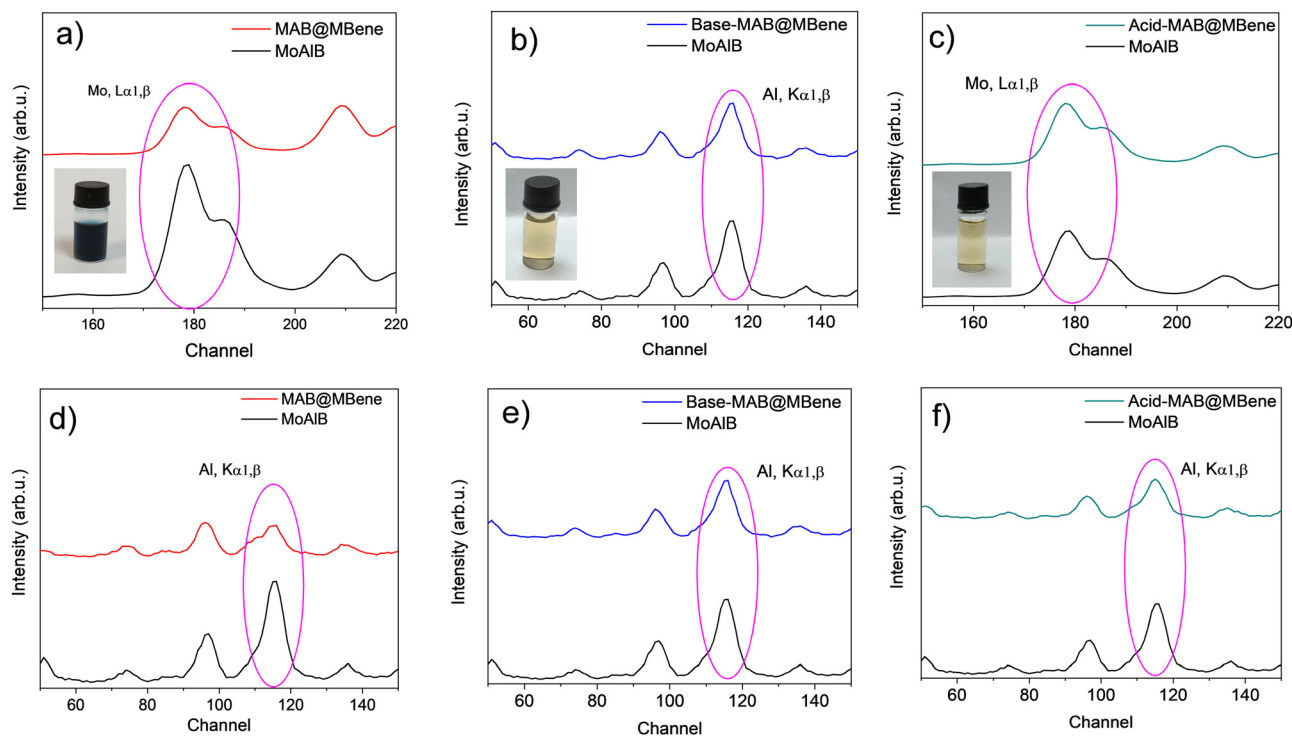 a)
MAB@MBene
MoAlB
Mo, Lα1,β
Intensity (arb.u.)
160 180 200 220
Channel
b)
Base-MAB@MBene
MoAlB
Al, Kα1,β
Intensity (arb.u.)
60 80 100 120 140
Channel
c)
Acid-MAB@MBene
MoAlB
Mo, Lα1,β
Intensity (arb.u.)
160 180 200 220
Channel
d)
MAB@MBene
MoAlB
Al, Kα1,β
Intensity (arb.u.)
60 80 100 120 140
Channel
e)
Base-MAB@MBene
MoAlB
Al, Kα1,β
Intensity (arb.u.)
60 80 100 120 140
Channel
f)
Acid-MAB@MBene
MoAlB
Al, Kα1,β
Intensity (arb.u.)
60 80 100 120 140
Channel